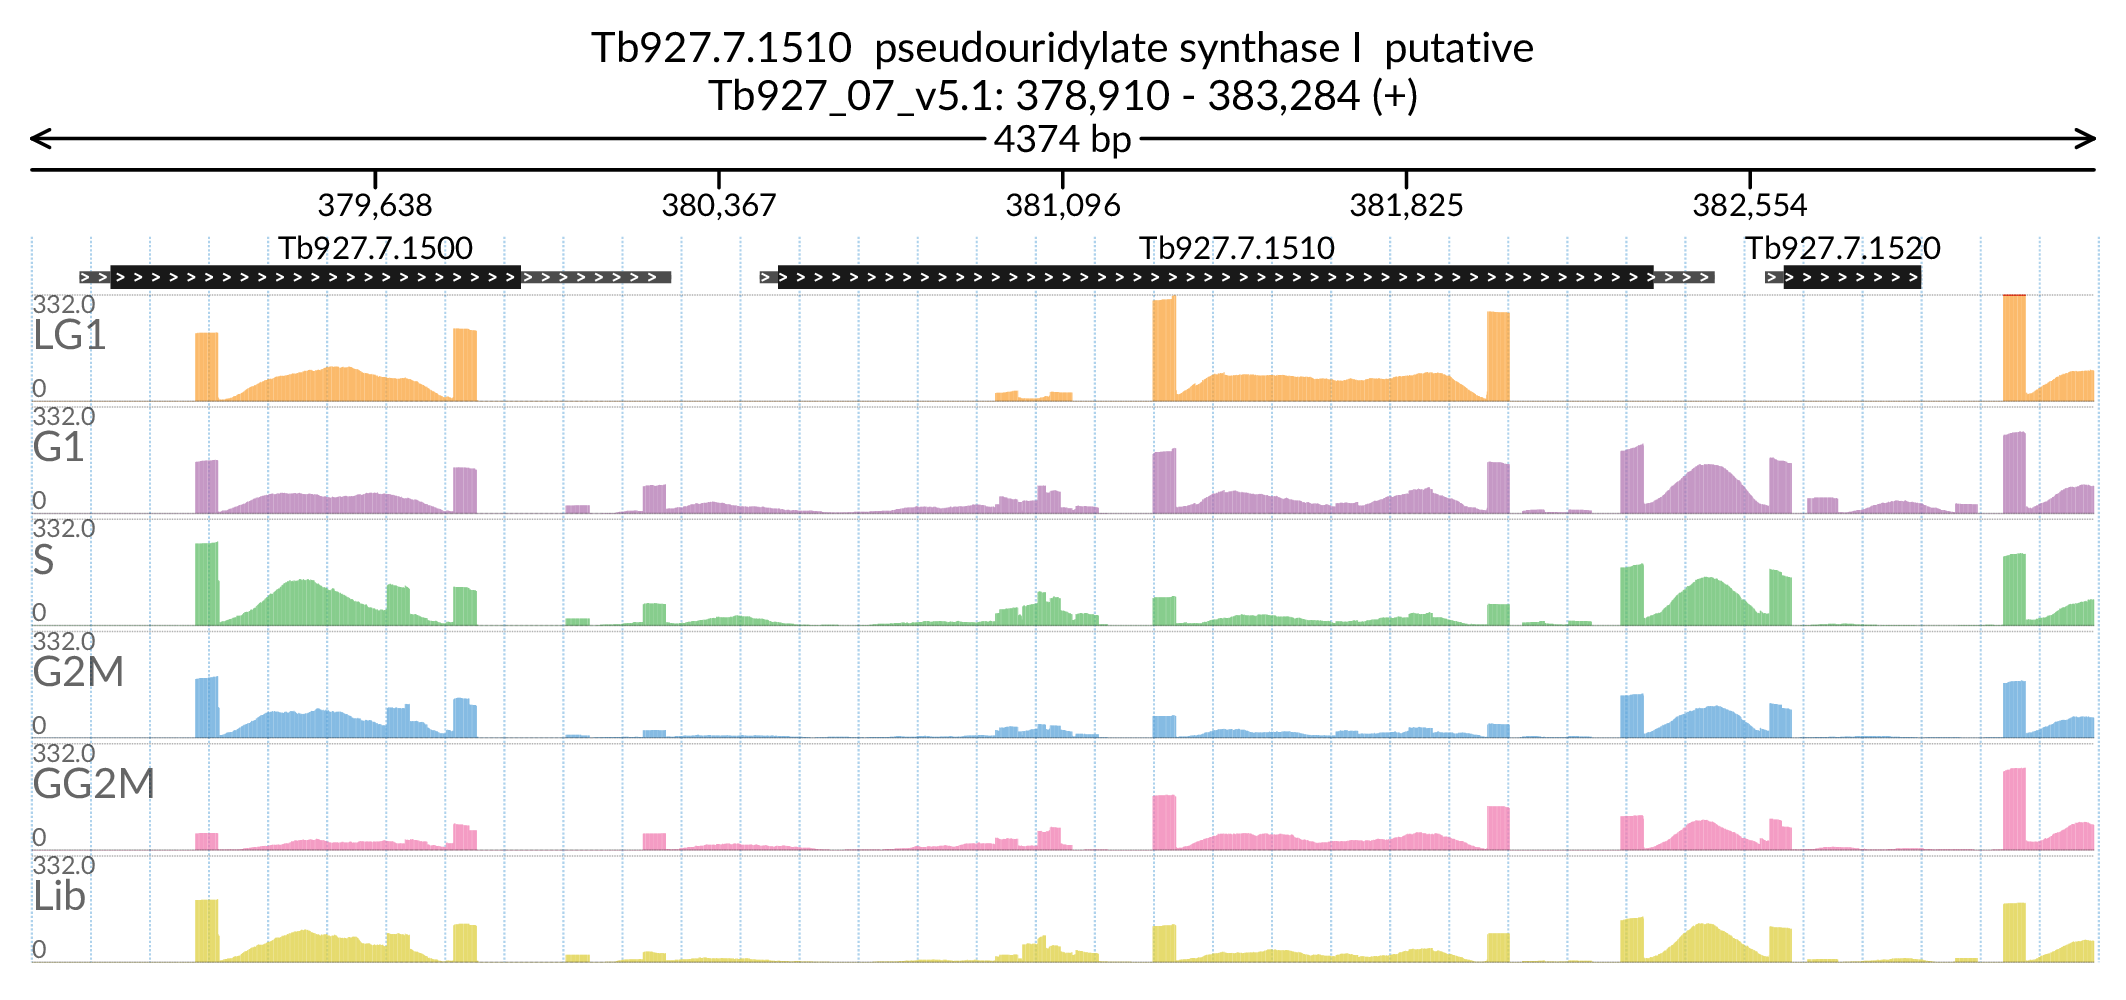 Tb927.7.1510 pseudouridylate synthase I putative
Tb927_07_v5.1: 378,910 - 383,284 (+)
4374 bp
379,638 380,367 381,096 381,825 382,554
Tb927.7.1500 Tb927.7.1510 Tb927.7.1520
332.0
LG1
0
332.0
G1
0
332.0
S
0
332.0
G2M
0
332.0
GG2M
0
332.0
Lib
0